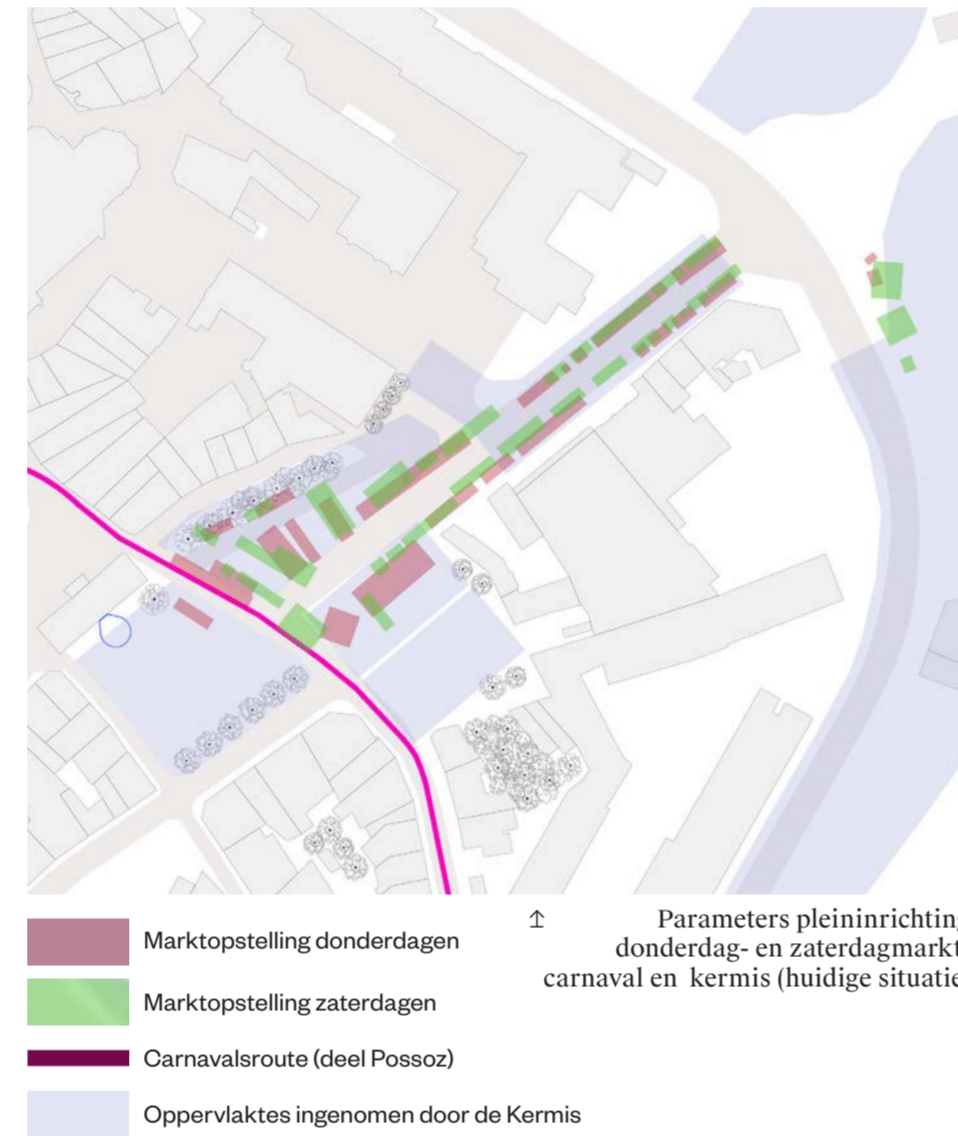 Marktopstelling donderdagen
Marktopstelling zaterdagen
Carnavalsroute (deel Possoz)
Oppervlaktes ingenomen door de Kermis
↥ Parameters pleininrichting
donderdag- en zaterdagmarkt
carnaval en kermis (huidige situatie